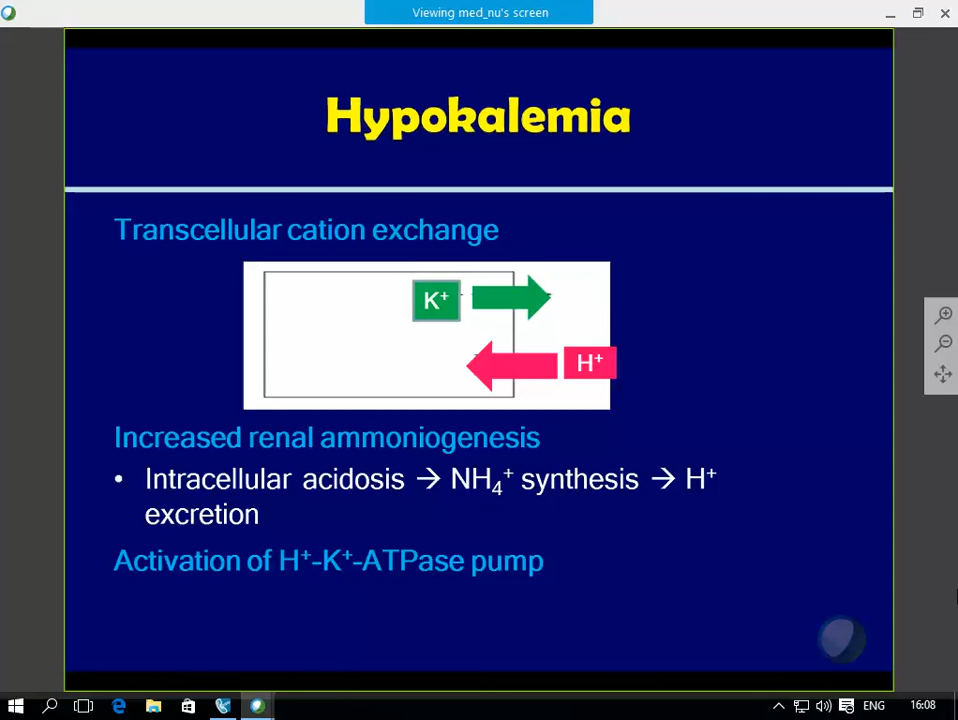 Viewing med_nu's screen
Hypokalemia
Transcellular cation exchange
K⁺
H⁺
Increased renal ammoniogenesis
• Intracellular acidosis → NH₄⁺ synthesis → H⁺
excretion
Activation of H⁺-K⁺-ATPase pump
ENG 16:08